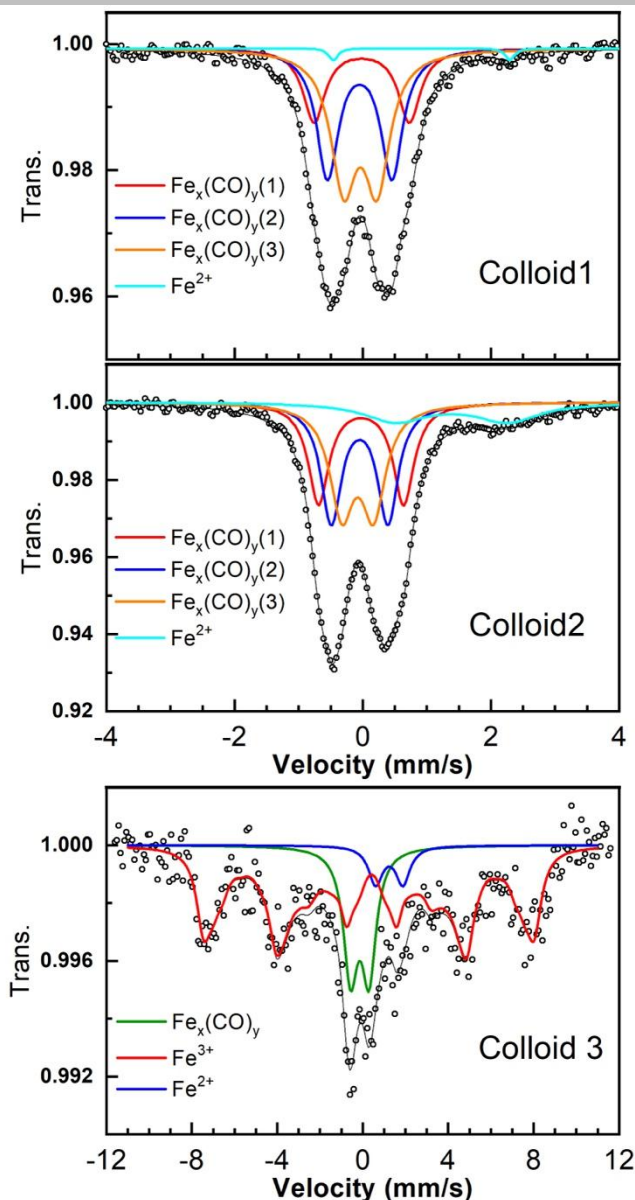 1.00
0.98
0.96
Trans.
Feₓ(CO)ᵧ(1)
Feₓ(CO)ᵧ(2)
Feₓ(CO)ᵧ(3)
Fe²⁺
Colloid1
1.00
0.98
0.96
0.94
0.92
Trans.
Feₓ(CO)ᵧ(1)
Feₓ(CO)ᵧ(2)
Feₓ(CO)ᵧ(3)
Fe²⁺
Colloid2
-4 -2 0 2 4
Velocity (mm/s)
1.000
0.996
0.992
Trans.
Feₓ(CO)ᵧ
Fe³⁺
Fe²⁺
Colloid 3
-12 -8 -4 0 4 8 12
Velocity (mm/s)